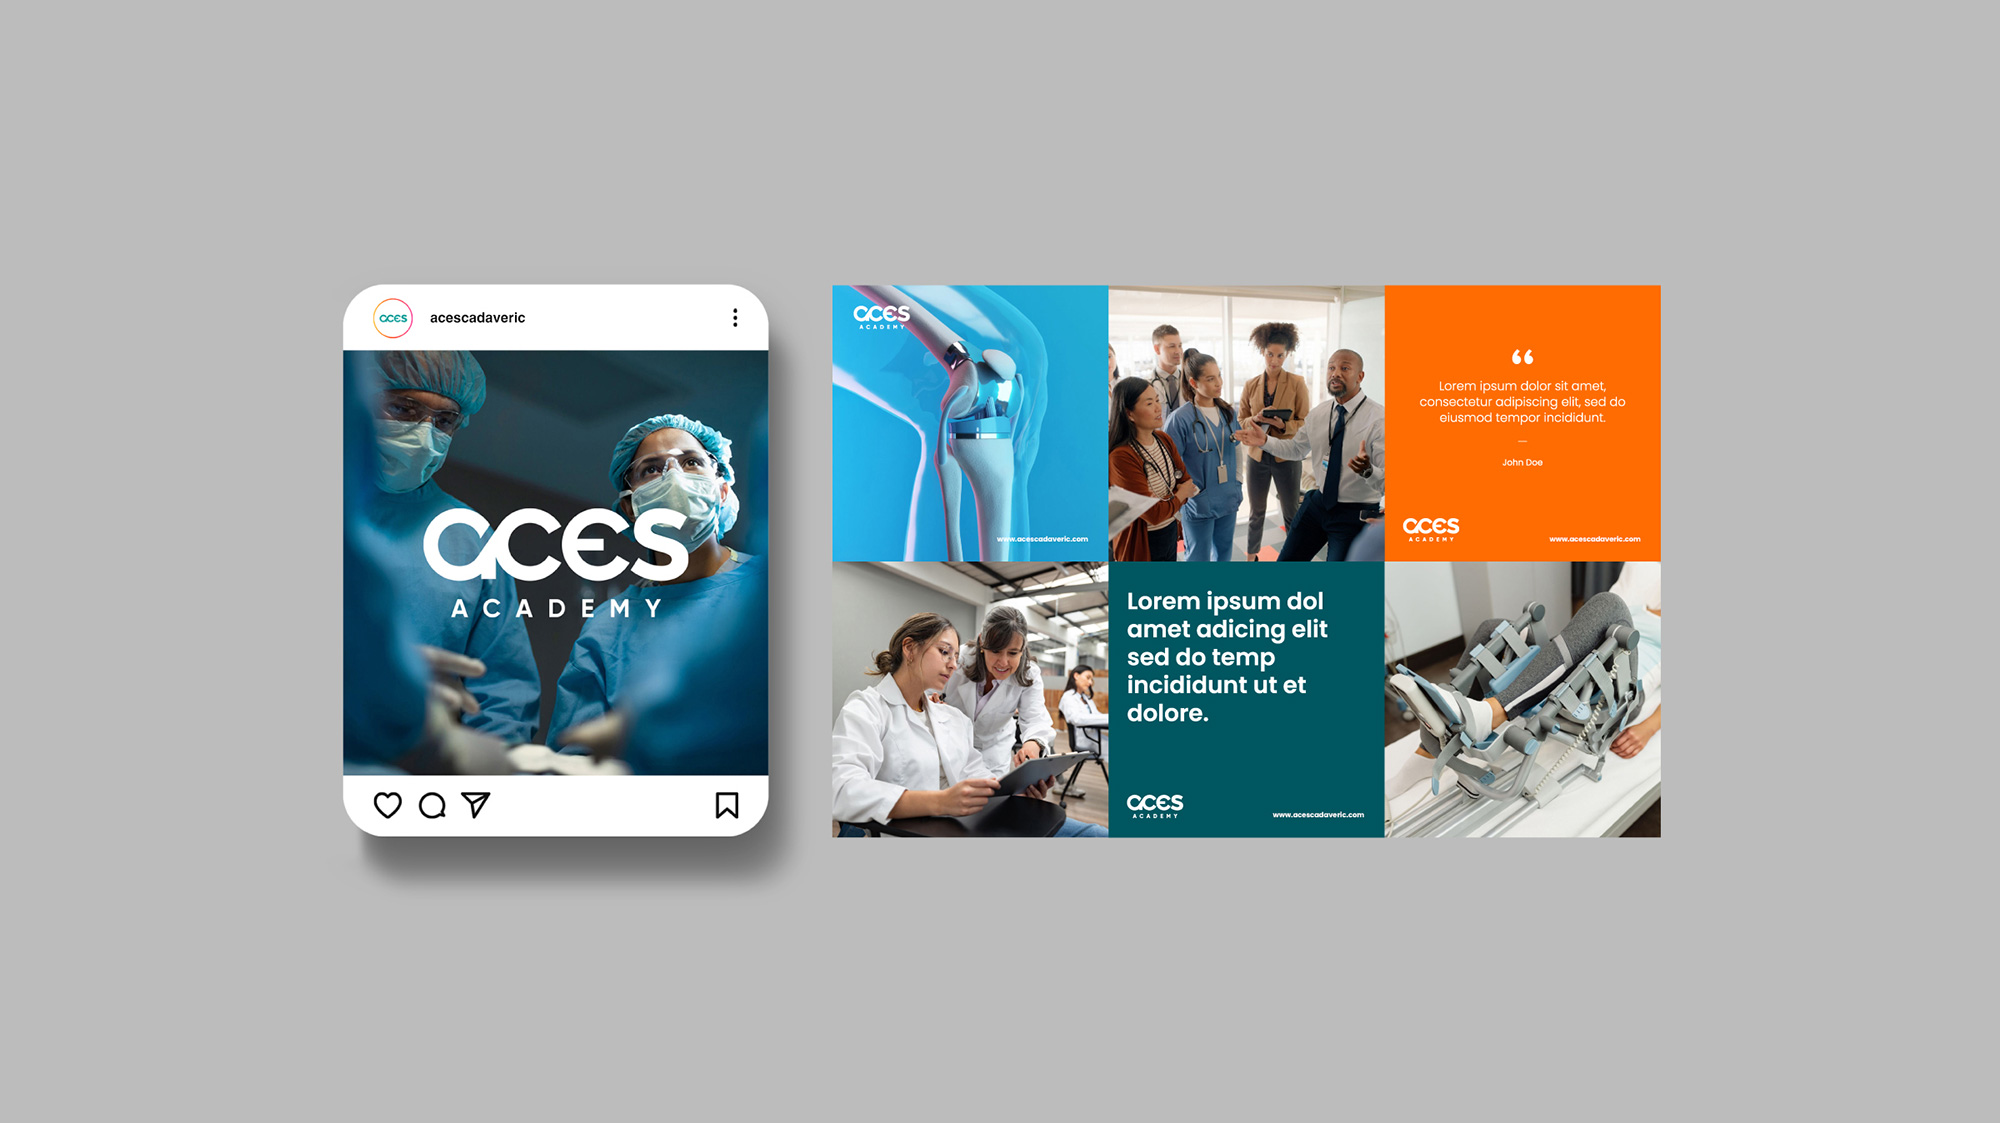 aces
acescadaveric
aces
ACADEMY
aces
ACADEMY
www.acescadaveric.com
“
Lorem ipsum dolor sit amet,
consectetur adipiscing elit, sed do
eiusmod tempor incididunt.
—
John Doe
aces
ACADEMY
www.acescadaveric.com
Lorem ipsum dol
amet adicing elit
sed do temp
incididunt ut et
dolore.
aces
ACADEMY
www.acescadaveric.com